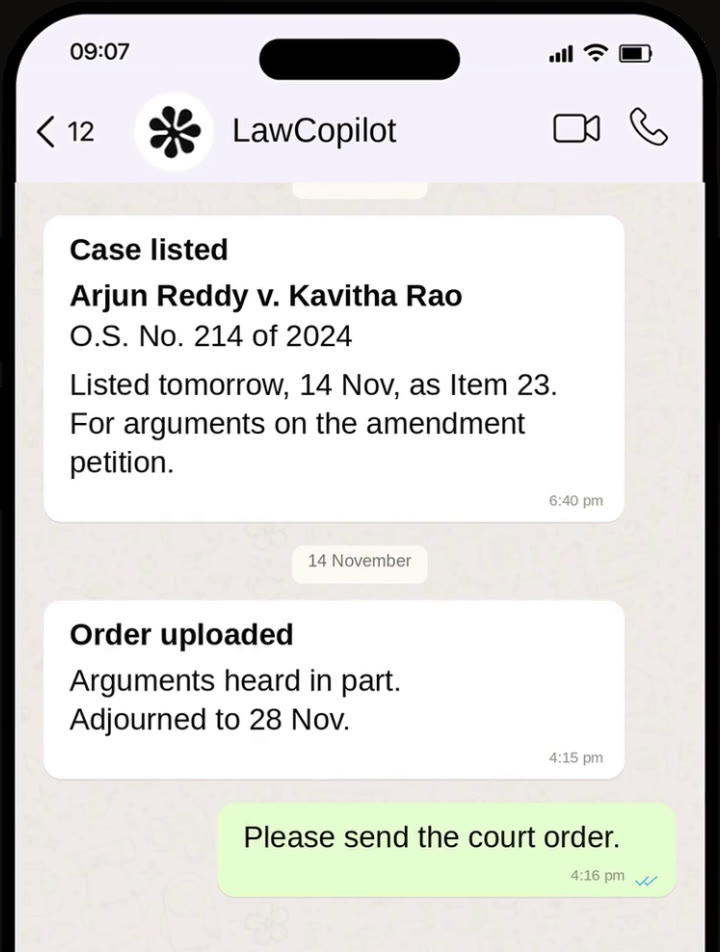 09:07
12
LawCopilot
Case listed
Arjun Reddy v. Kavitha Rao
O.S. No. 214 of 2024
Listed tomorrow, 14 Nov, as Item 23.
For arguments on the amendment
petition.
6:40 pm
14 November
Order uploaded
Arguments heard in part.
Adjourned to 28 Nov.
4:15 pm
Please send the court order.
4:16 pm